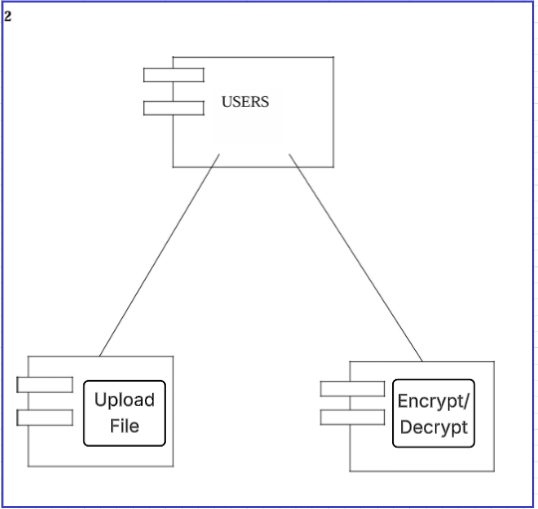 2
USERS
Upload
File
Encrypt/
Decrypt